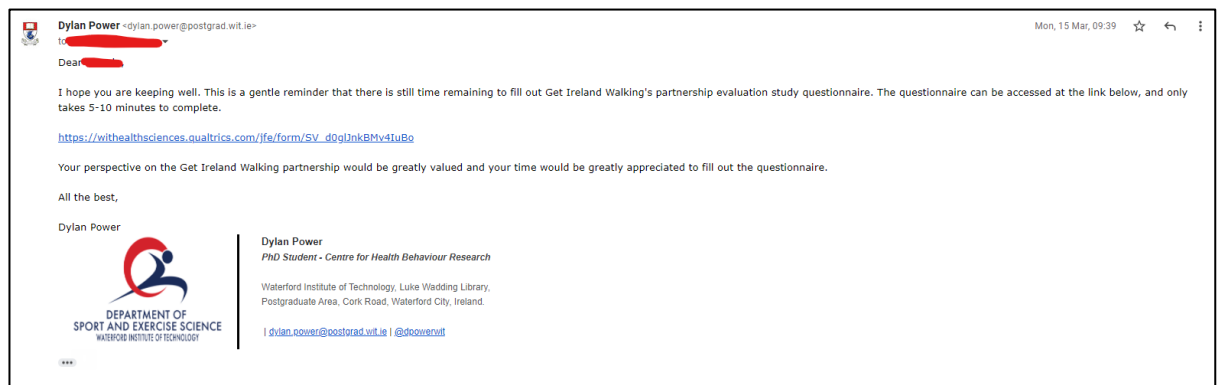 Dylan Power <dylan.power@postgrad.wit.ie>
Mon, 15 Mar, 09:39
to
Dear
I hope you are keeping well. This is a gentle reminder that there is still time remaining to fill out Get Ireland Walking's partnership evaluation study questionnaire. The questionnaire can be accessed at the link below, and only
takes 5-10 minutes to complete.
https://withealthsciences.qualtrics.com/jfe/form/SV_d0glJnkBMv4IuBo
Your perspective on the Get Ireland Walking partnership would be greatly valued and your time would be greatly appreciated to fill out the questionnaire.
All the best,
Dylan Power
DEPARTMENT OF
SPORT AND EXERCISE SCIENCE
WATERFORD INSTITUTE OF TECHNOLOGY
Dylan Power
PhD Student - Centre for Health Behaviour Research
Waterford Institute of Technology, Luke Wadding Library,
Postgraduate Area, Cork Road, Waterford City, Ireland.
| dylan.power@postgrad.wit.ie | @dpowerwit